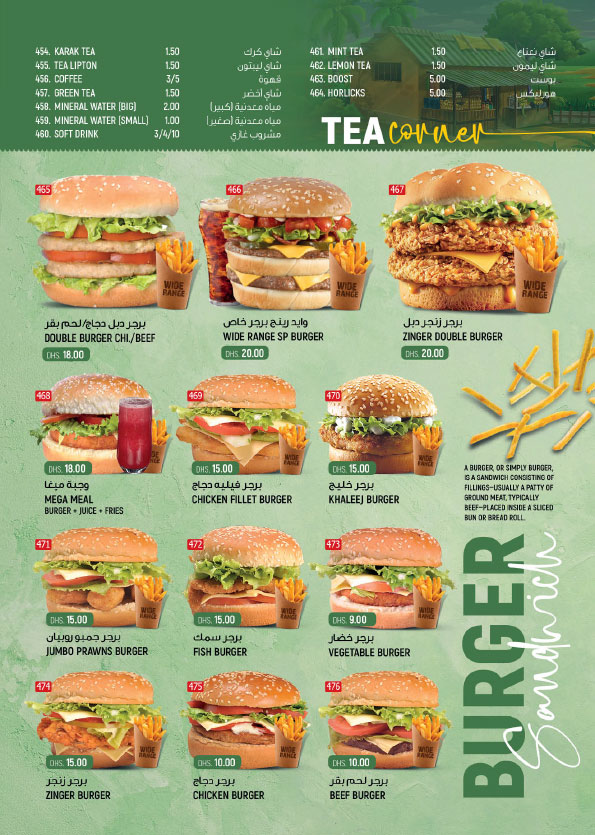 454. KARAK TEA 1.50 شاي كرك
455. TEA LIPTON 1.50 شاي ليبتون
456. COFFEE 3/5 قهوة
457. GREEN TEA 1.50 شاي أخضر
458. MINERAL WATER (BIG) 2.00 مياه معدنية (كبير)
459. MINERAL WATER (SMALL) 1.00 مياه معدنية (صغير)
460. SOFT DRINK 3/4/10 مشروب غازي
461. MINT TEA 1.50 شاي نعناع
462. LEMON TEA 1.50 شاي ليمون
463. BOOST 5.00 بوست
464. HORLICKS 5.00 هورليكس
TEA corner
465
WIDE RANGE
برجر دبل دجاج/لحم بقر
DOUBLE BURGER CHI./BEEF
DHS. 18.00
466
WIDE RANGE
وايد رينج برجر خاص
WIDE RANGE SP BURGER
DHS. 20.00
467
WIDE RANGE
برجر زنجر دبل
ZINGER DOUBLE BURGER
DHS. 20.00
468
DHS. 18.00
وجبة ميغا
MEGA MEAL
BURGER + JUICE + FRIES
469
WIDE RANGE
DHS. 15.00
برجر فيليه دجاج
CHICKEN FILLET BURGER
470
WIDE RANGE
DHS. 15.00
برجر خليج
KHALEEJ BURGER
A BURGER, OR SIMPLY BURGER,
IS A SANDWICH CONSISTING OF
FILLINGS—USUALLY A PATTY OF
GROUND MEAT, TYPICALLY
BEEF—PLACED INSIDE A SLICED
BUN OR BREAD ROLL.
471
WIDE RANGE
DHS. 15.00
برجر جمبو روبيان
JUMBO PRAWNS BURGER
472
WIDE RANGE
DHS. 15.00
برجر سمك
FISH BURGER
473
WIDE RANGE
DHS. 9.00
برجر خضار
VEGETABLE BURGER
474
WIDE RANGE
DHS. 15.00
برجر زنجر
ZINGER BURGER
475
WIDE RANGE
DHS. 10.00
برجر دجاج
CHICKEN BURGER
476
WIDE RANGE
DHS. 10.00
برجر لحم بقر
BEEF BURGER
BURGER
Sandwich